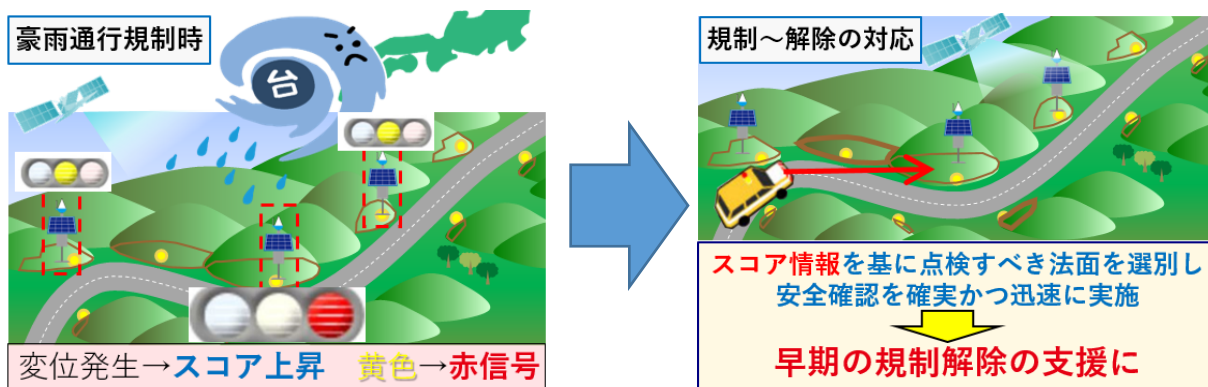 豪雨通行規制時
台
変位発生→スコア上昇 黄色→赤信号
規制～解除の対応
スコア情報を基に点検すべき法面を選別し
安全確認を確実かつ迅速に実施
早期の規制解除の支援に